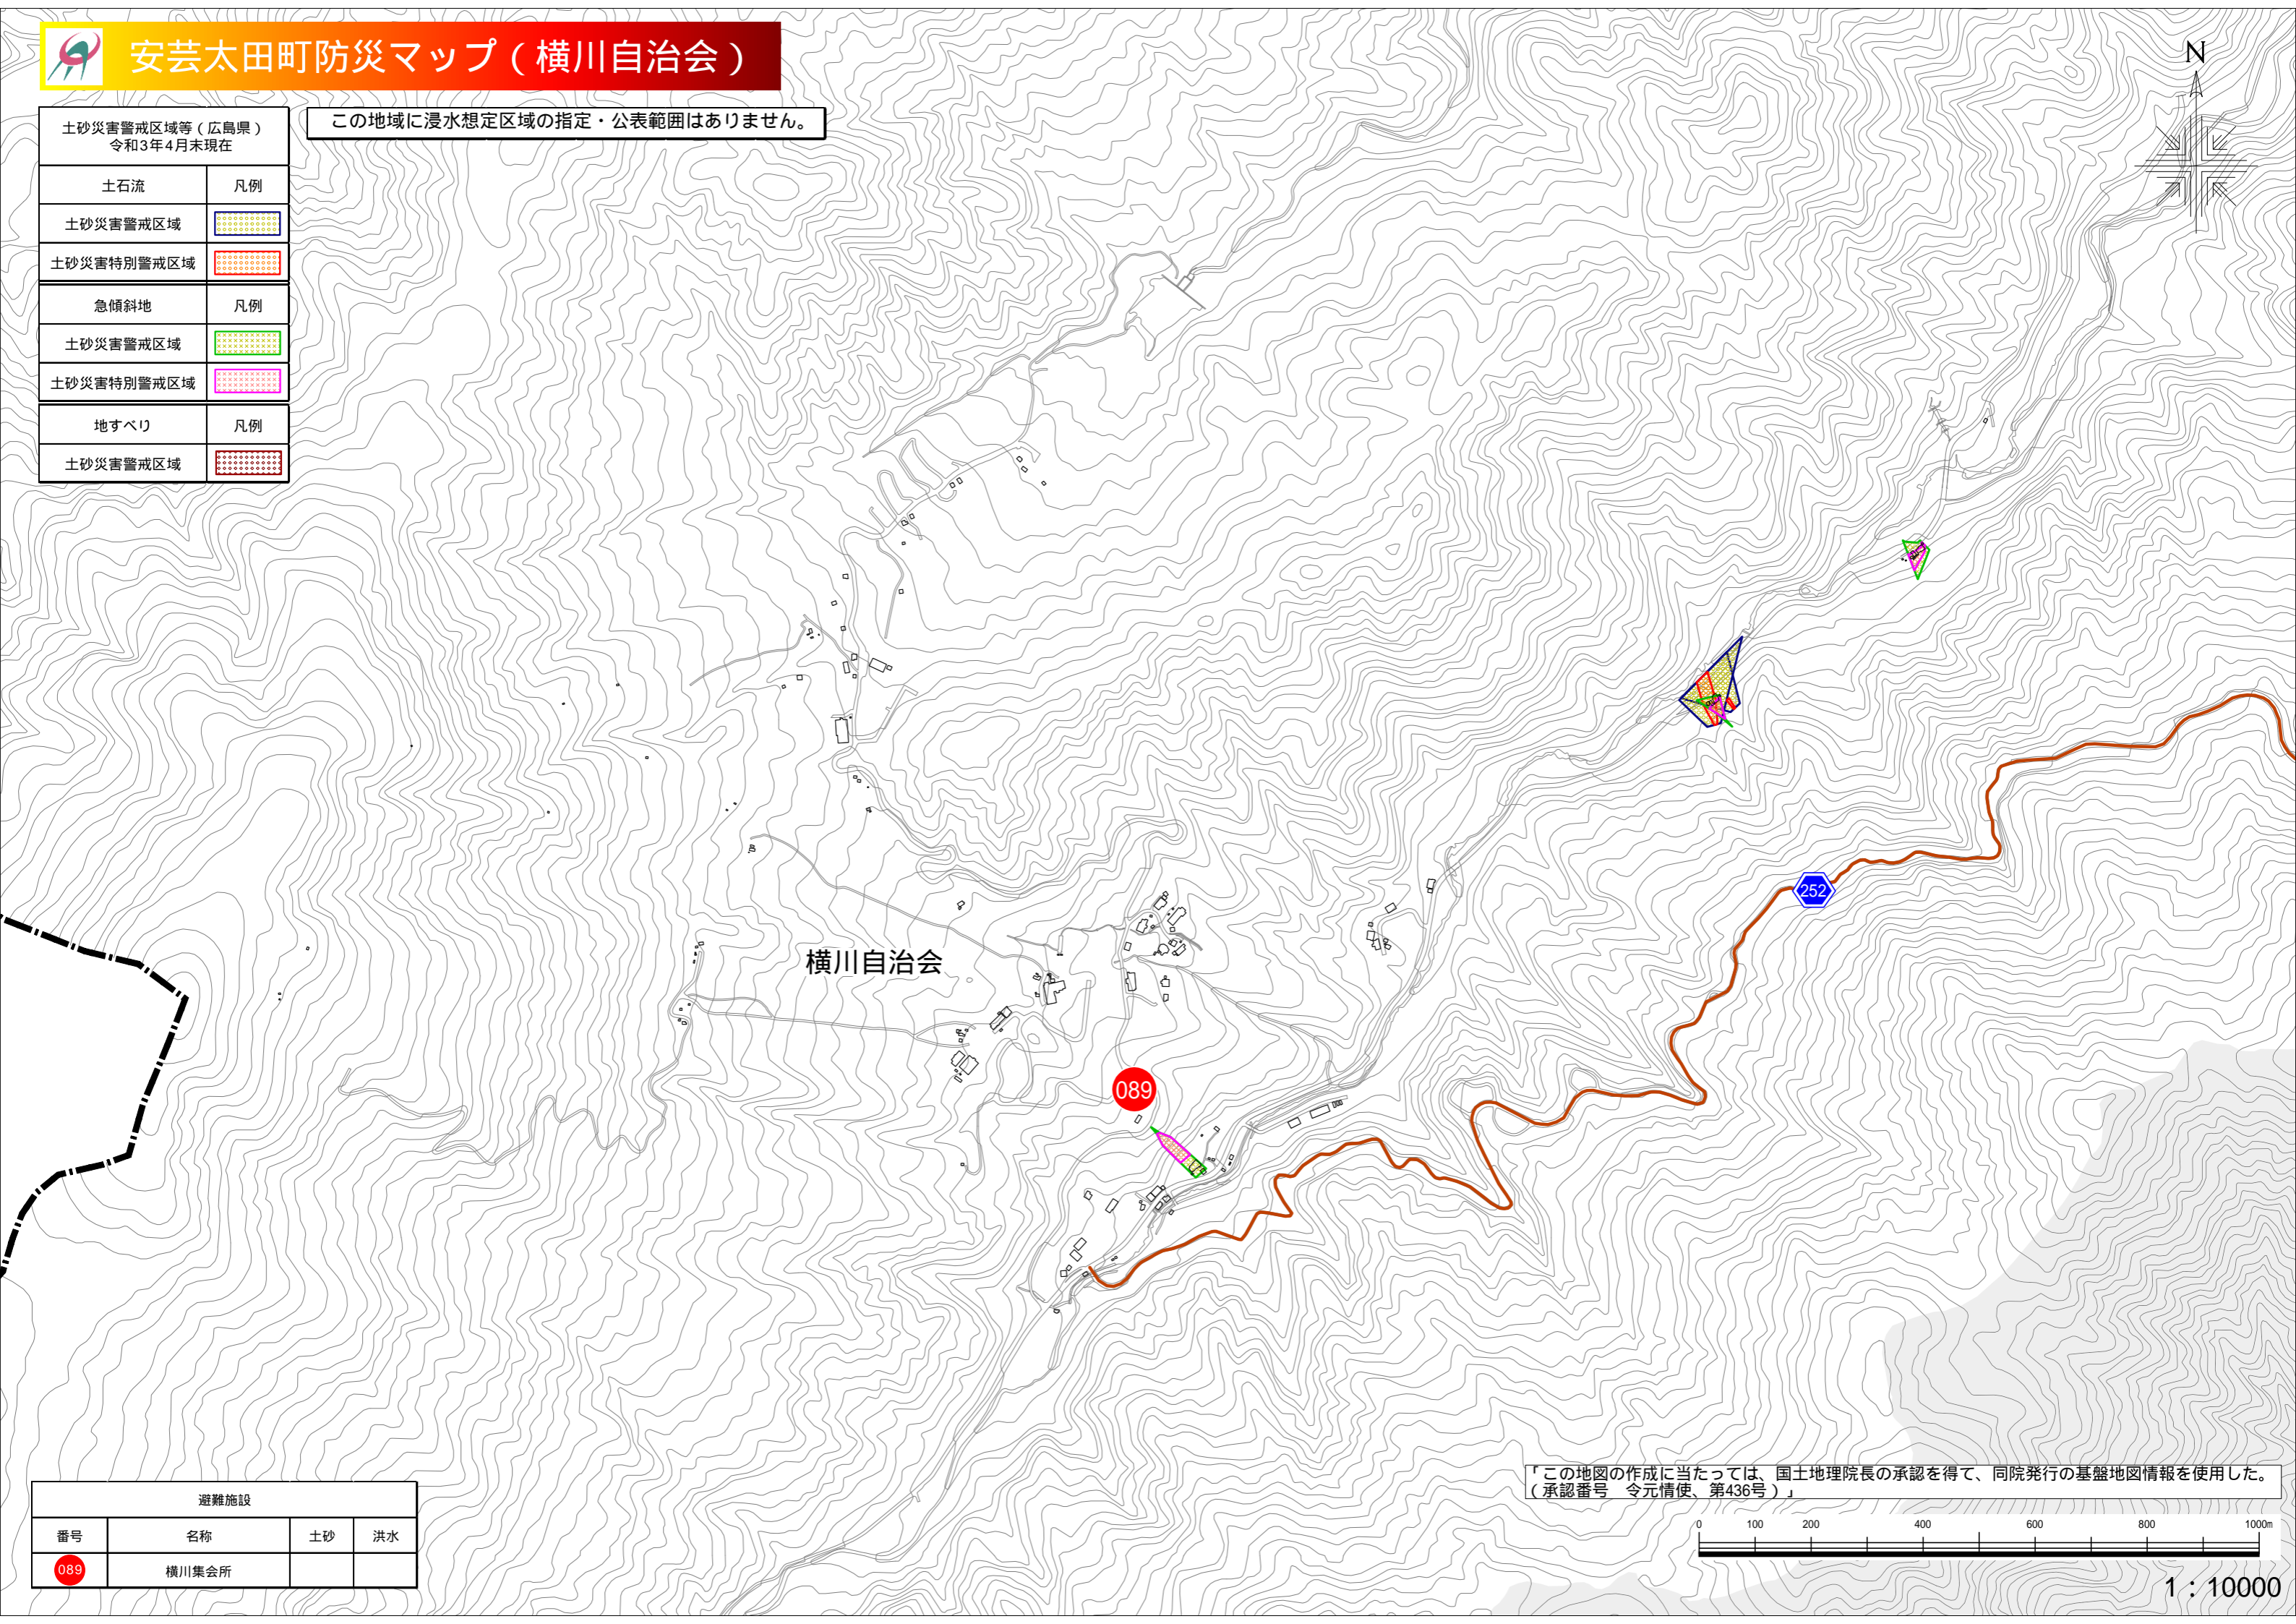 安芸太田町防災マップ（横川自治会）
土砂災害警戒区域等（広島県）
令和3年4月末現在
土石流 凡例
土砂災害警戒区域
土砂災害特別警戒区域
急傾斜地 凡例
土砂災害警戒区域
土砂災害特別警戒区域
地すべり 凡例
土砂災害警戒区域
この地域に浸水想定区域の指定・公表範囲はありません。
N
252
横川自治会
089
避難施設
番号 名称 土砂 洪水
089 横川集会所
「この地図の作成に当たっては、国土地理院長の承認を得て、同院発行の基盤地図情報を使用した。
（承認番号　令元情使、第436号）」
0 100 200 400 600 800 1000m
1：10000